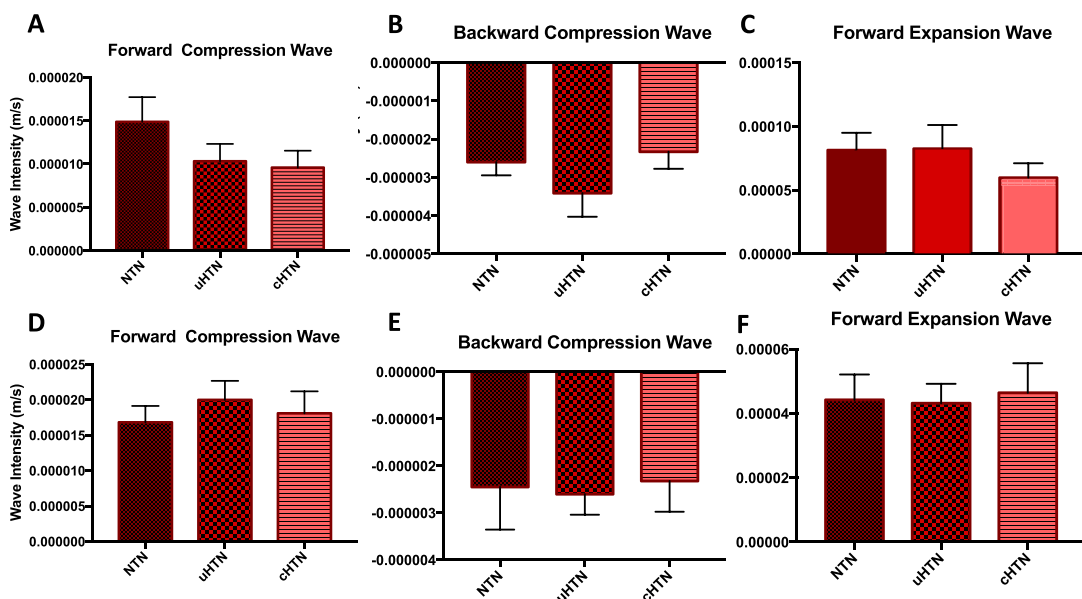 A
Forward Compression Wave
Wave Intensity (m/s)
0.000020
0.000015
0.000010
0.000005
0.000000
NTN
uHTN
cHTN
B
Backward Compression Wave
0.000000
-0.000001
-0.000002
-0.000003
-0.000004
-0.000005
NTN
uHTN
cHTN
C
Forward Expansion Wave
0.00015
0.00010
0.00005
0.00000
NTN
uHTN
cHTN
D
Forward Compression Wave
Wave Intensity (m/s)
0.000025
0.000020
0.000015
0.000010
0.000005
0.000000
NTN
uHTN
cHTN
E
Backward Compression Wave
0.000000
-0.000001
-0.000002
-0.000003
-0.000004
NTN
uHTN
cHTN
F
Forward Expansion Wave
0.00006
0.00004
0.00002
0.00000
NTN
uHTN
cHTN